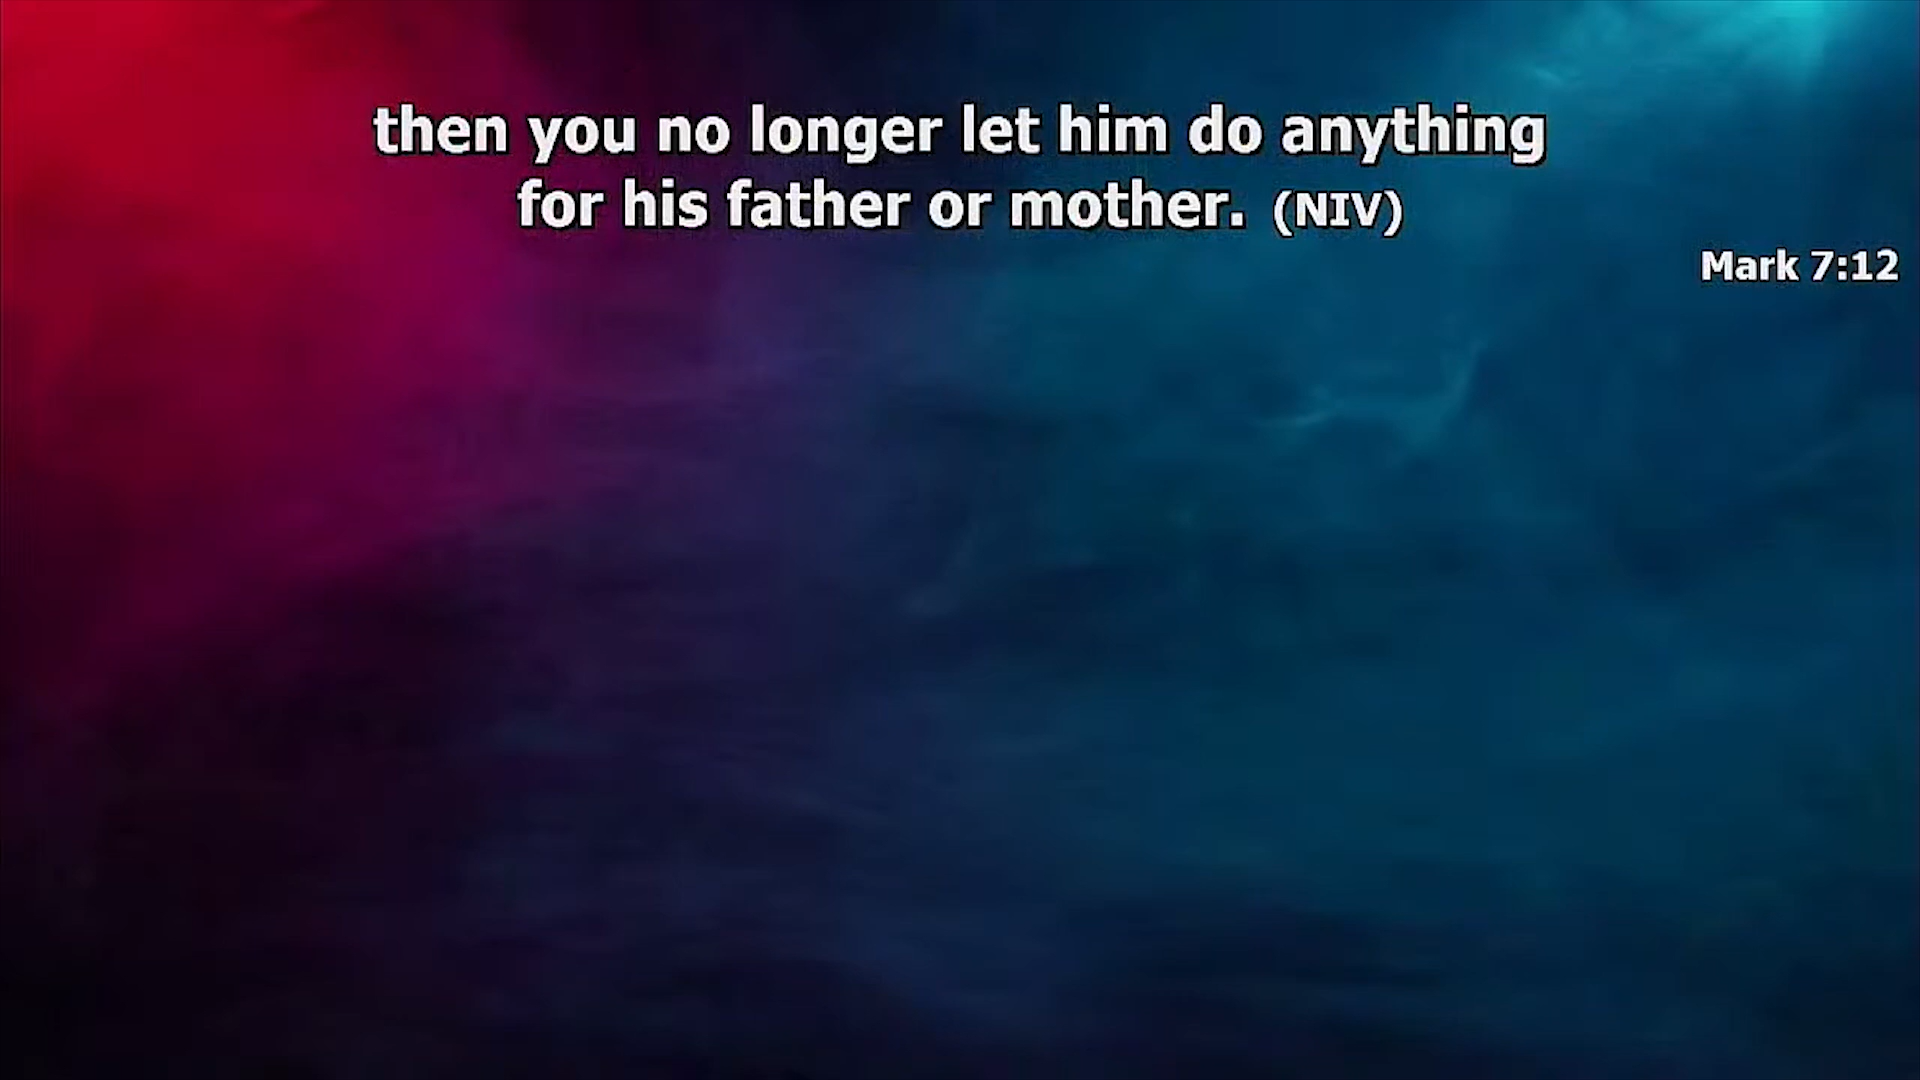 then you no longer let him do anything
for his father or mother. (NIV)
Mark 7:12